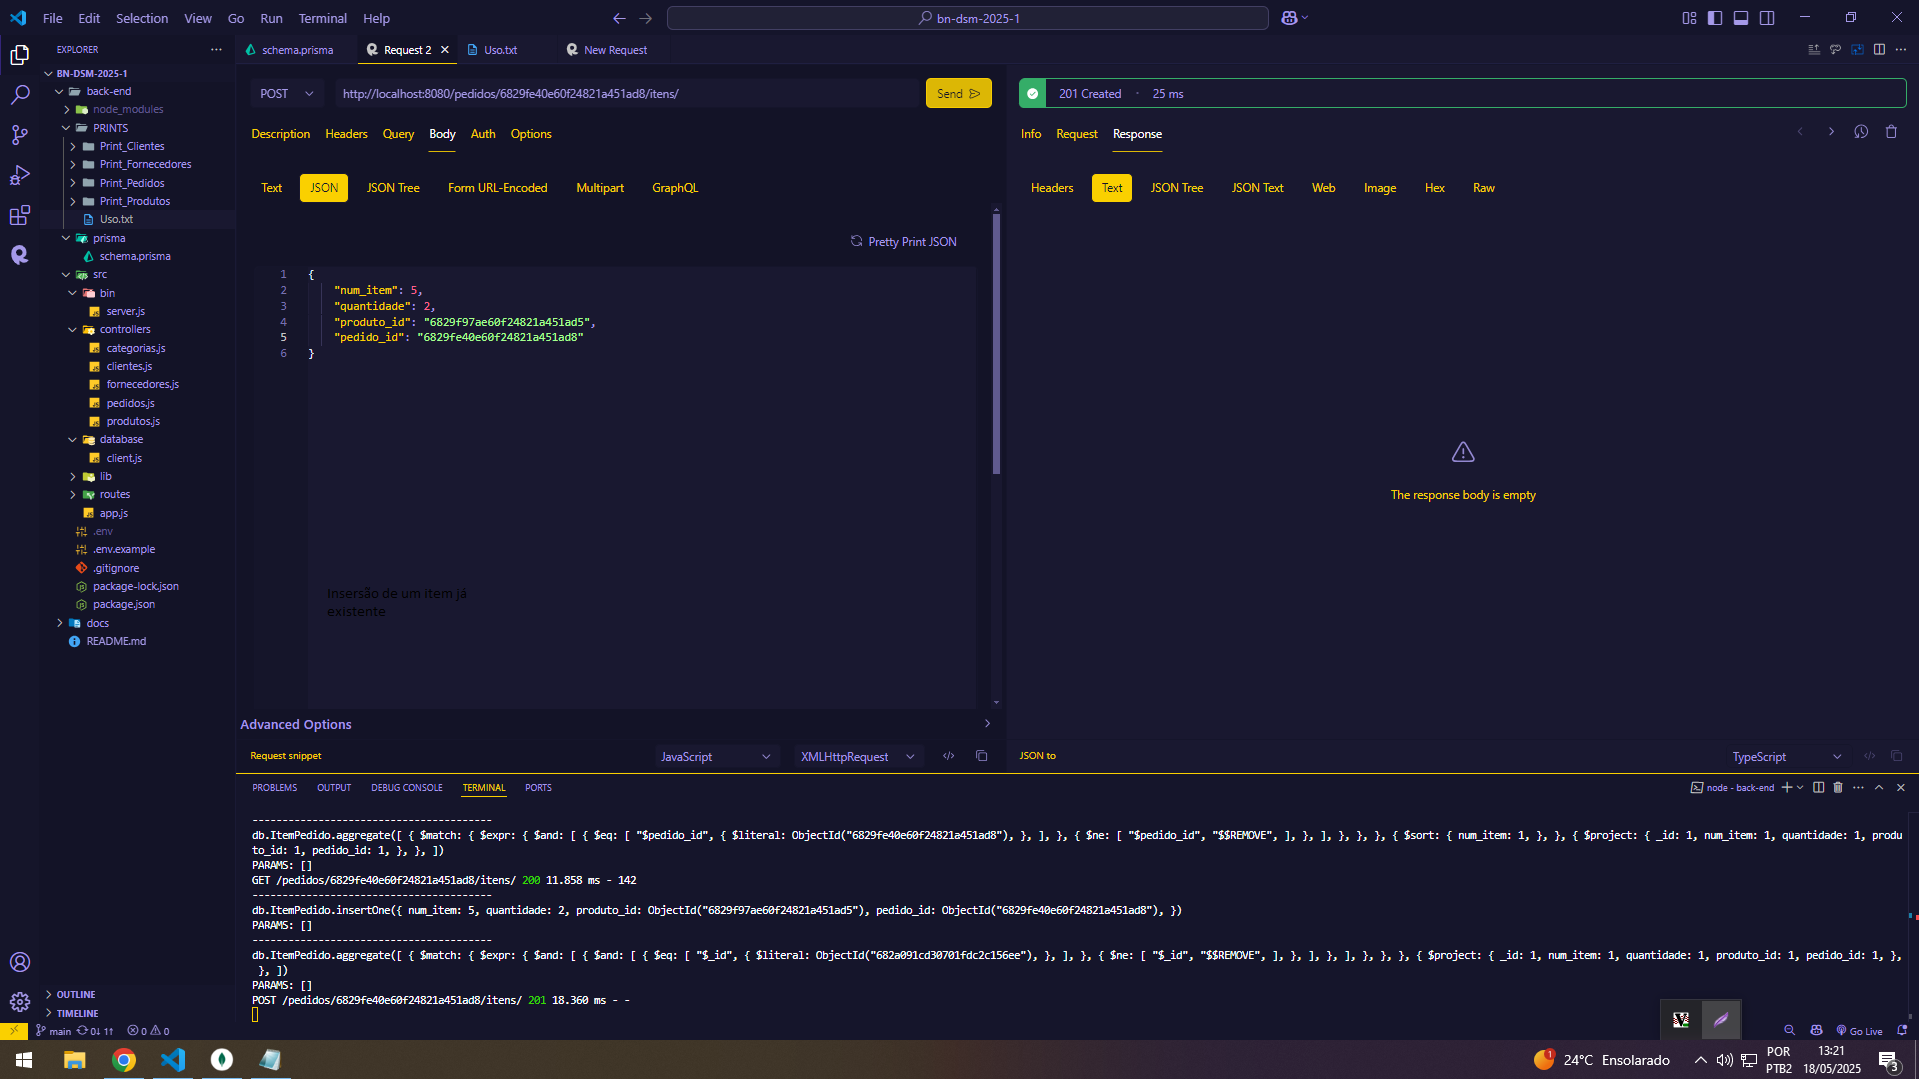 File Edit Selection View Go Run Terminal Help
bn-dsm-2025-1
EXPLORER
BN-DSM-2025-1
back-end
node_modules
PRINTS
Print_Clientes
Print_Fornecedores
Print_Pedidos
Print_Produtos
Uso.txt
prisma
schema.prisma
src
bin
server.js
controllers
categorias.js
clientes.js
fornecedores.js
pedidos.js
produtos.js
database
client.js
lib
routes
app.js
.env
.env.example
.gitignore
package-lock.json
package.json
docs
README.md
OUTLINE
TIMELINE
schema.prisma Request 2 Uso.txt New Request
POST http://localhost:8080/pedidos/6829fe40e60f24821a451ad8/itens/ Send
Description Headers Query Body Auth Options
Text JSON JSON Tree Form URL-Encoded Multipart GraphQL
Pretty Print JSON
1 {
2 "num_item": 5,
3 "quantidade": 2,
4 "produto_id": "6829f97ae60f24821a451ad5",
5 "pedido_id": "6829fe40e60f24821a451ad8"
6 }
Insersão de um item já
existente
Advanced Options
Request snippet JavaScript XMLHttpRequest
201 Created • 25 ms
Info Request Response
Headers Text JSON Tree JSON Text Web Image Hex Raw
The response body is empty
JSON to TypeScript
PROBLEMS OUTPUT DEBUG CONSOLE TERMINAL PORTS
node - back-end
----------------------------------------
db.ItemPedido.aggregate([ { $match: { $expr: { $and: [ { $eq: [ "$pedido_id", { $literal: ObjectId("6829fe40e60f24821a451ad8"), }, ], }, { $ne: [ "$pedido_id", "$$REMOVE", ], }, ], }, }, }, { $sort: { num_item: 1, }, }, { $project: { _id: 1, num_item: 1, quantidade: 1, produ
to_id: 1, pedido_id: 1, }, }, ])
PARAMS: []
GET /pedidos/6829fe40e60f24821a451ad8/itens/ 200 11.858 ms - 142
----------------------------------------
db.ItemPedido.insertOne({ num_item: 5, quantidade: 2, produto_id: ObjectId("6829f97ae60f24821a451ad5"), pedido_id: ObjectId("6829fe40e60f24821a451ad8"), })
PARAMS: []
----------------------------------------
db.ItemPedido.aggregate([ { $match: { $expr: { $and: [ { $and: [ { $eq: [ "$_id", { $literal: ObjectId("682a091cd30701fdc2c156ee"), }, ], }, { $ne: [ "$_id", "$$REMOVE", ], }, ], }, ], }, }, }, { $project: { _id: 1, num_item: 1, quantidade: 1, produto_id: 1, pedido_id: 1, },
}, ])
PARAMS: []
POST /pedidos/6829fe40e60f24821a451ad8/itens/ 201 18.360 ms - -
main 0↓ 1↑ 0 0
Go Live
1 24°C Ensolarado
POR
PTB2
13:21
18/05/2025
3